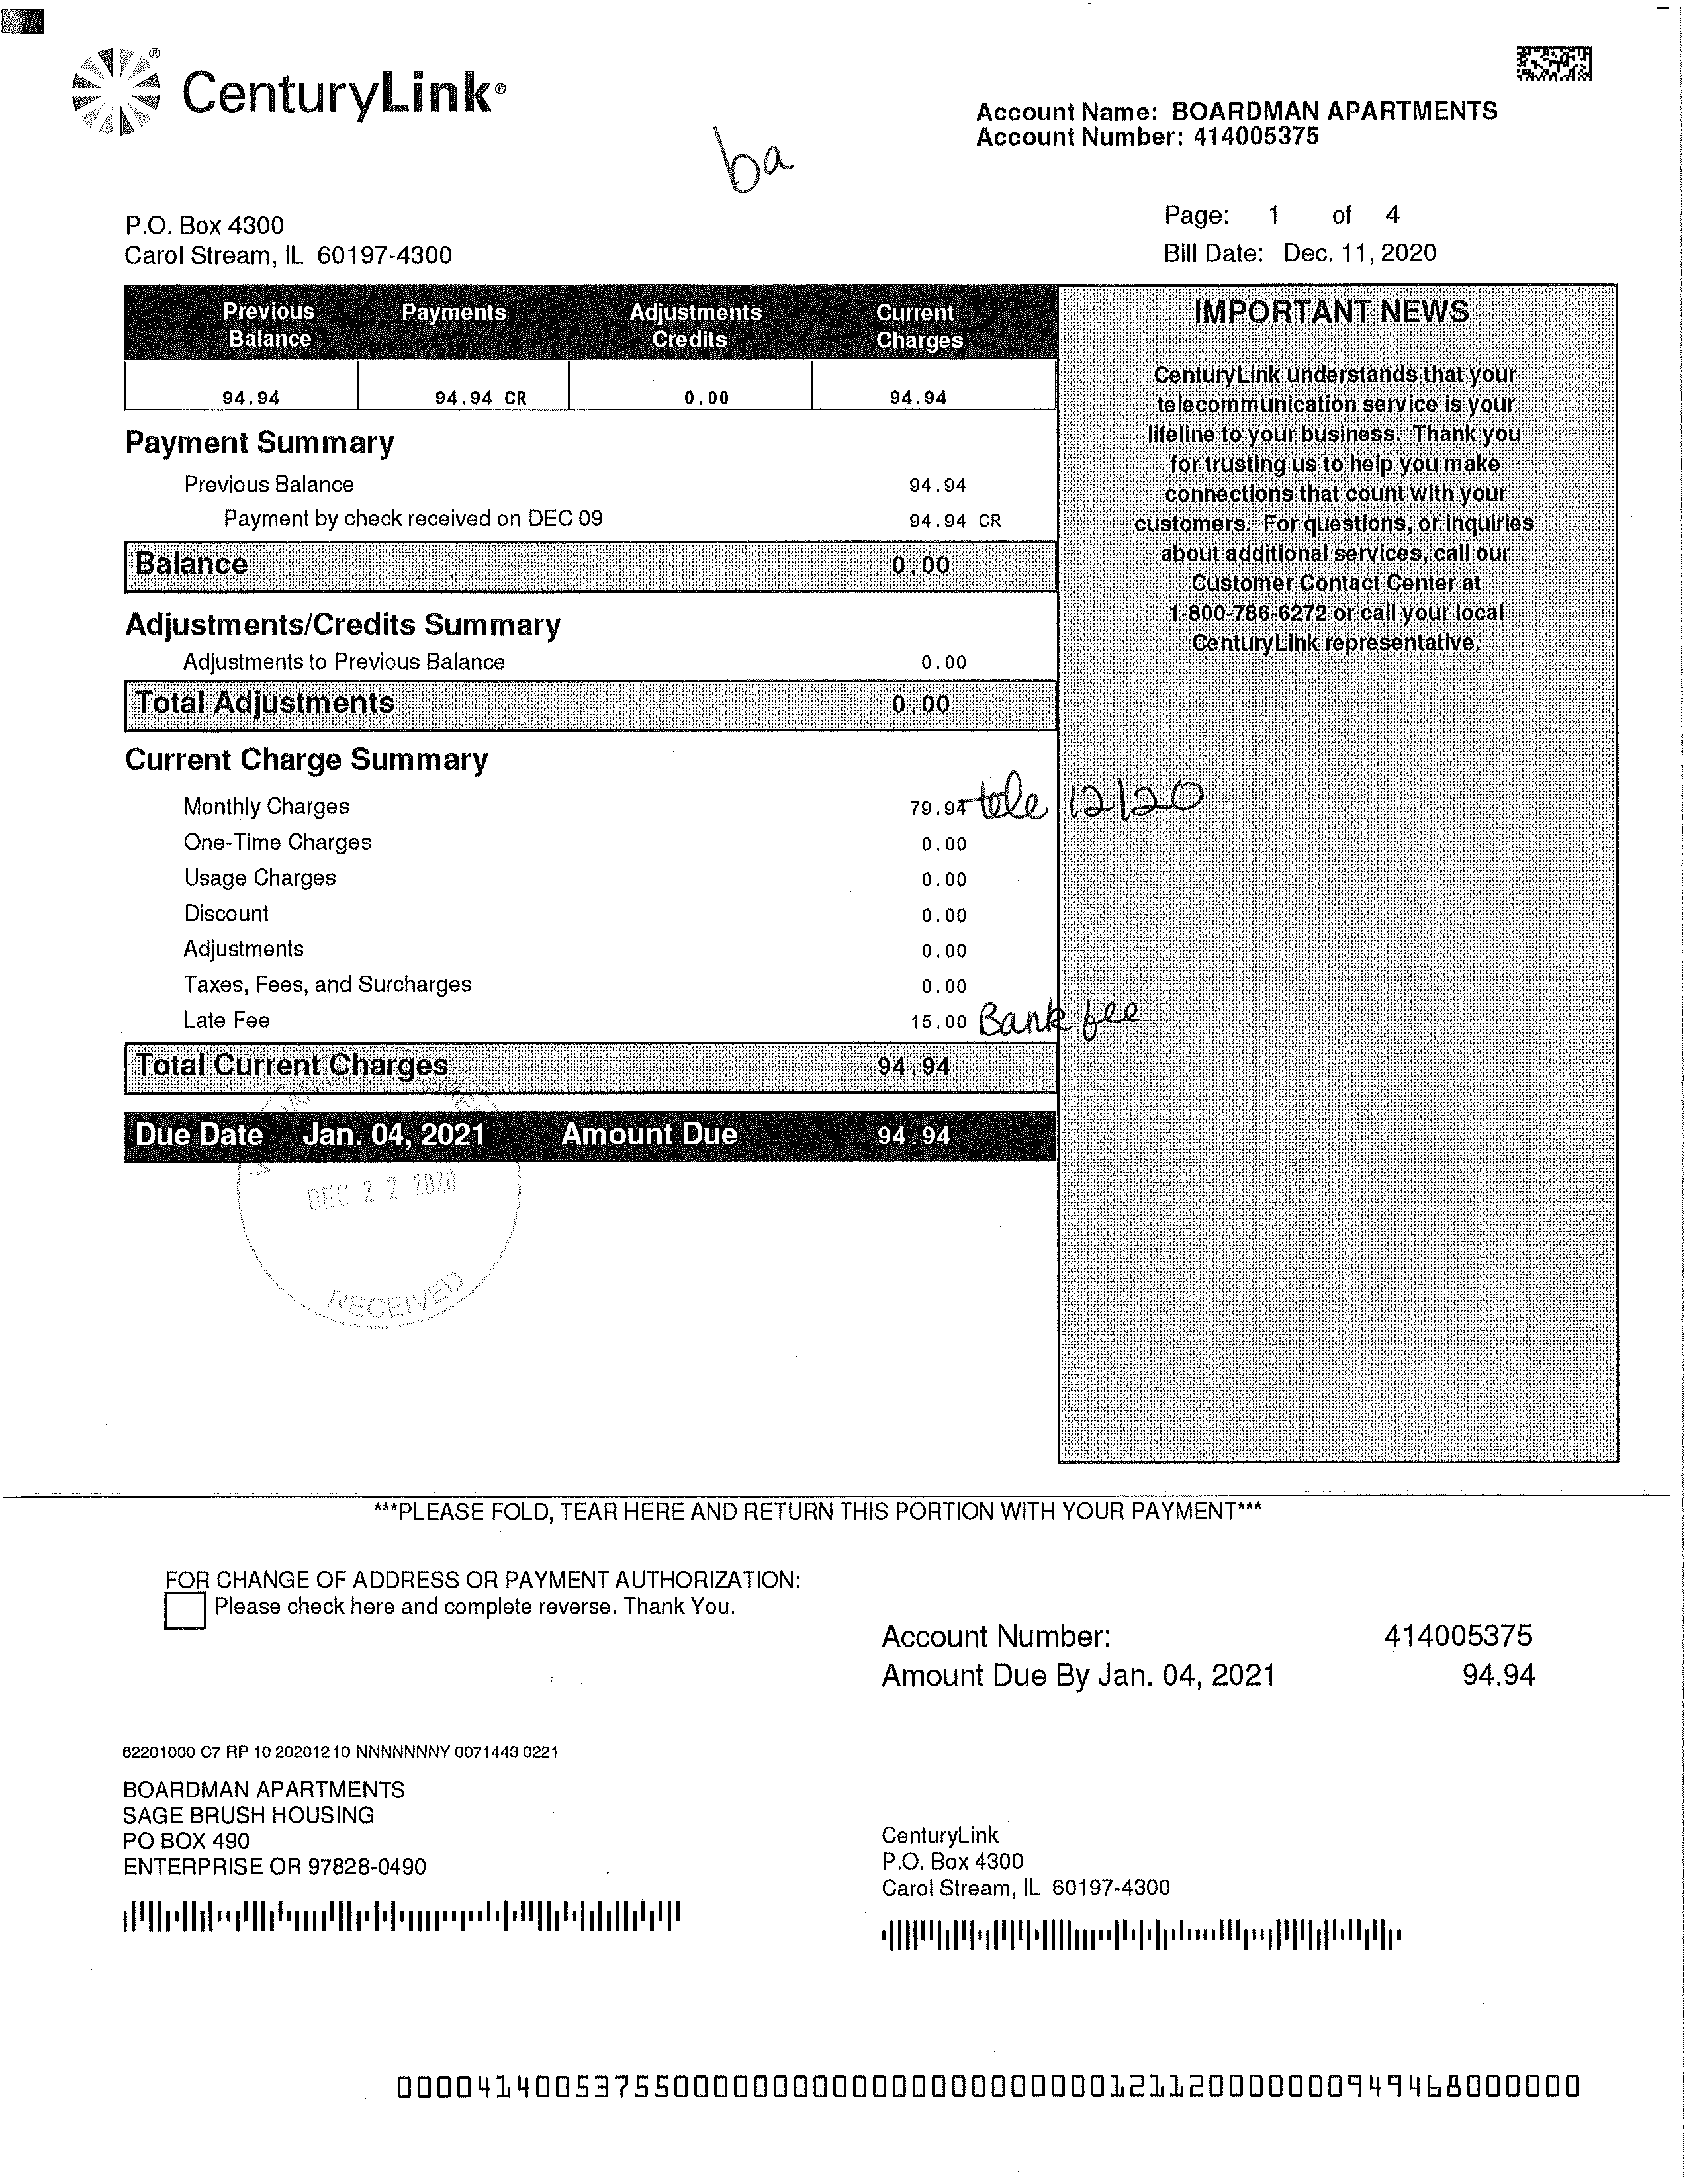 CenturyLink®
Account Name: BOARDMAN APARTMENTS
Account Number: 414005375
ba
P.O. Box 4300
Carol Stream, IL 60197-4300
Page: 1 of 4
Bill Date: Dec. 11, 2020
Previous Balance Payments Adjustments Credits Current Charges
94.94 94.94 CR 0.00 94.94
Payment Summary
Previous Balance 94.94
Payment by check received on DEC 09 94.94 CR
Balance 0.00
Adjustments/Credits Summary
Adjustments to Previous Balance 0.00
Total Adjustments 0.00
Current Charge Summary
Monthly Charges 79.94 tele 12/20
One-Time Charges 0.00
Usage Charges 0.00
Discount 0.00
Adjustments 0.00
Taxes, Fees, and Surcharges 0.00
Late Fee 15.00 Bank fee
Total Current Charges 94.94
Due Date Jan. 04, 2021 Amount Due 94.94
DEC 22 2020
RECEIVED
IMPORTANT NEWS
CenturyLink understands that your
telecommunication service is your
lifeline to your business. Thank you
for trusting us to help you make
connections that count with your
customers. For questions, or inquiries
about additional services, call our
Customer Contact Center at
1-800-786-6272 or call your local
CenturyLink representative.
***PLEASE FOLD, TEAR HERE AND RETURN THIS PORTION WITH YOUR PAYMENT***
FOR CHANGE OF ADDRESS OR PAYMENT AUTHORIZATION:
Please check here and complete reverse. Thank You.
Account Number: 414005375
Amount Due By Jan. 04, 2021 94.94
62201000 C7 RP 10 20201210 NNNNNNNY 0071443 0221
BOARDMAN APARTMENTS
SAGE BRUSH HOUSING
PO BOX 490
ENTERPRISE OR 97828-0490
CenturyLink
P.O. Box 4300
Carol Stream, IL 60197-4300